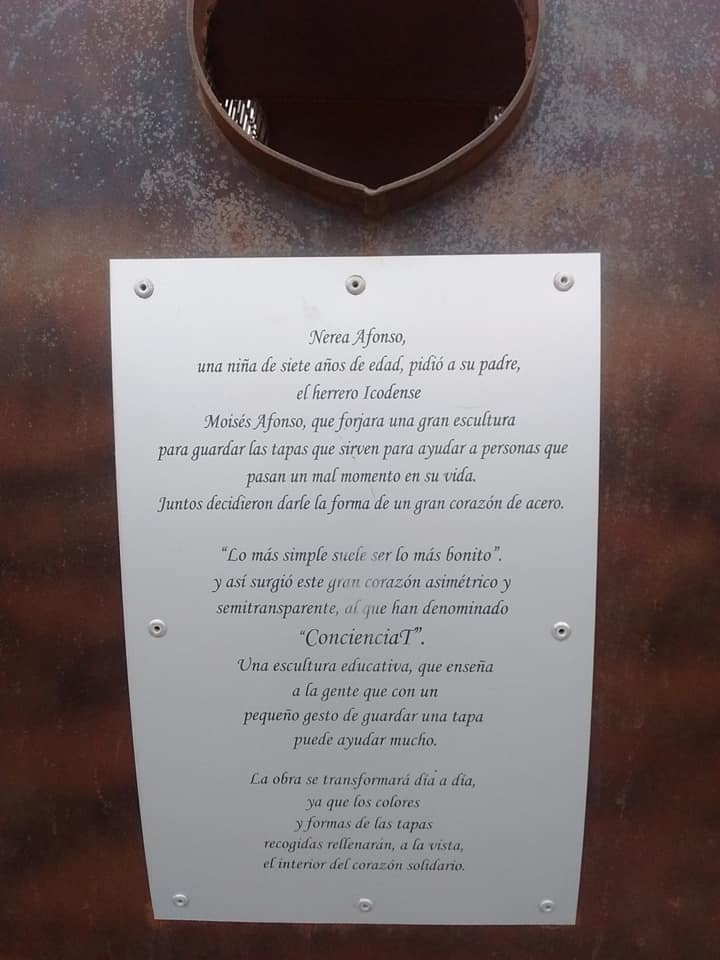 Nerea Afonso,
una niña de siete años de edad, pidió a su padre,
el herrero Icodense
Moisés Afonso, que forjara una gran escultura
para guardar las tapas que sirven para ayudar a personas que
pasan un mal momento en su vida.
Juntos decidieron darle la forma de un gran corazón de acero.
“Lo más simple suele ser lo más bonito”.
y así surgió este gran corazón asimétrico y
semitransparente, al que han denominado
“ConcienciaT”.
Una escultura educativa, que enseña
a la gente que con un
pequeño gesto de guardar una tapa
puede ayudar mucho.
La obra se transformará día a día,
ya que los colores
y formas de las tapas
recogidas rellenarán, a la vista,
el interior del corazón solidario.